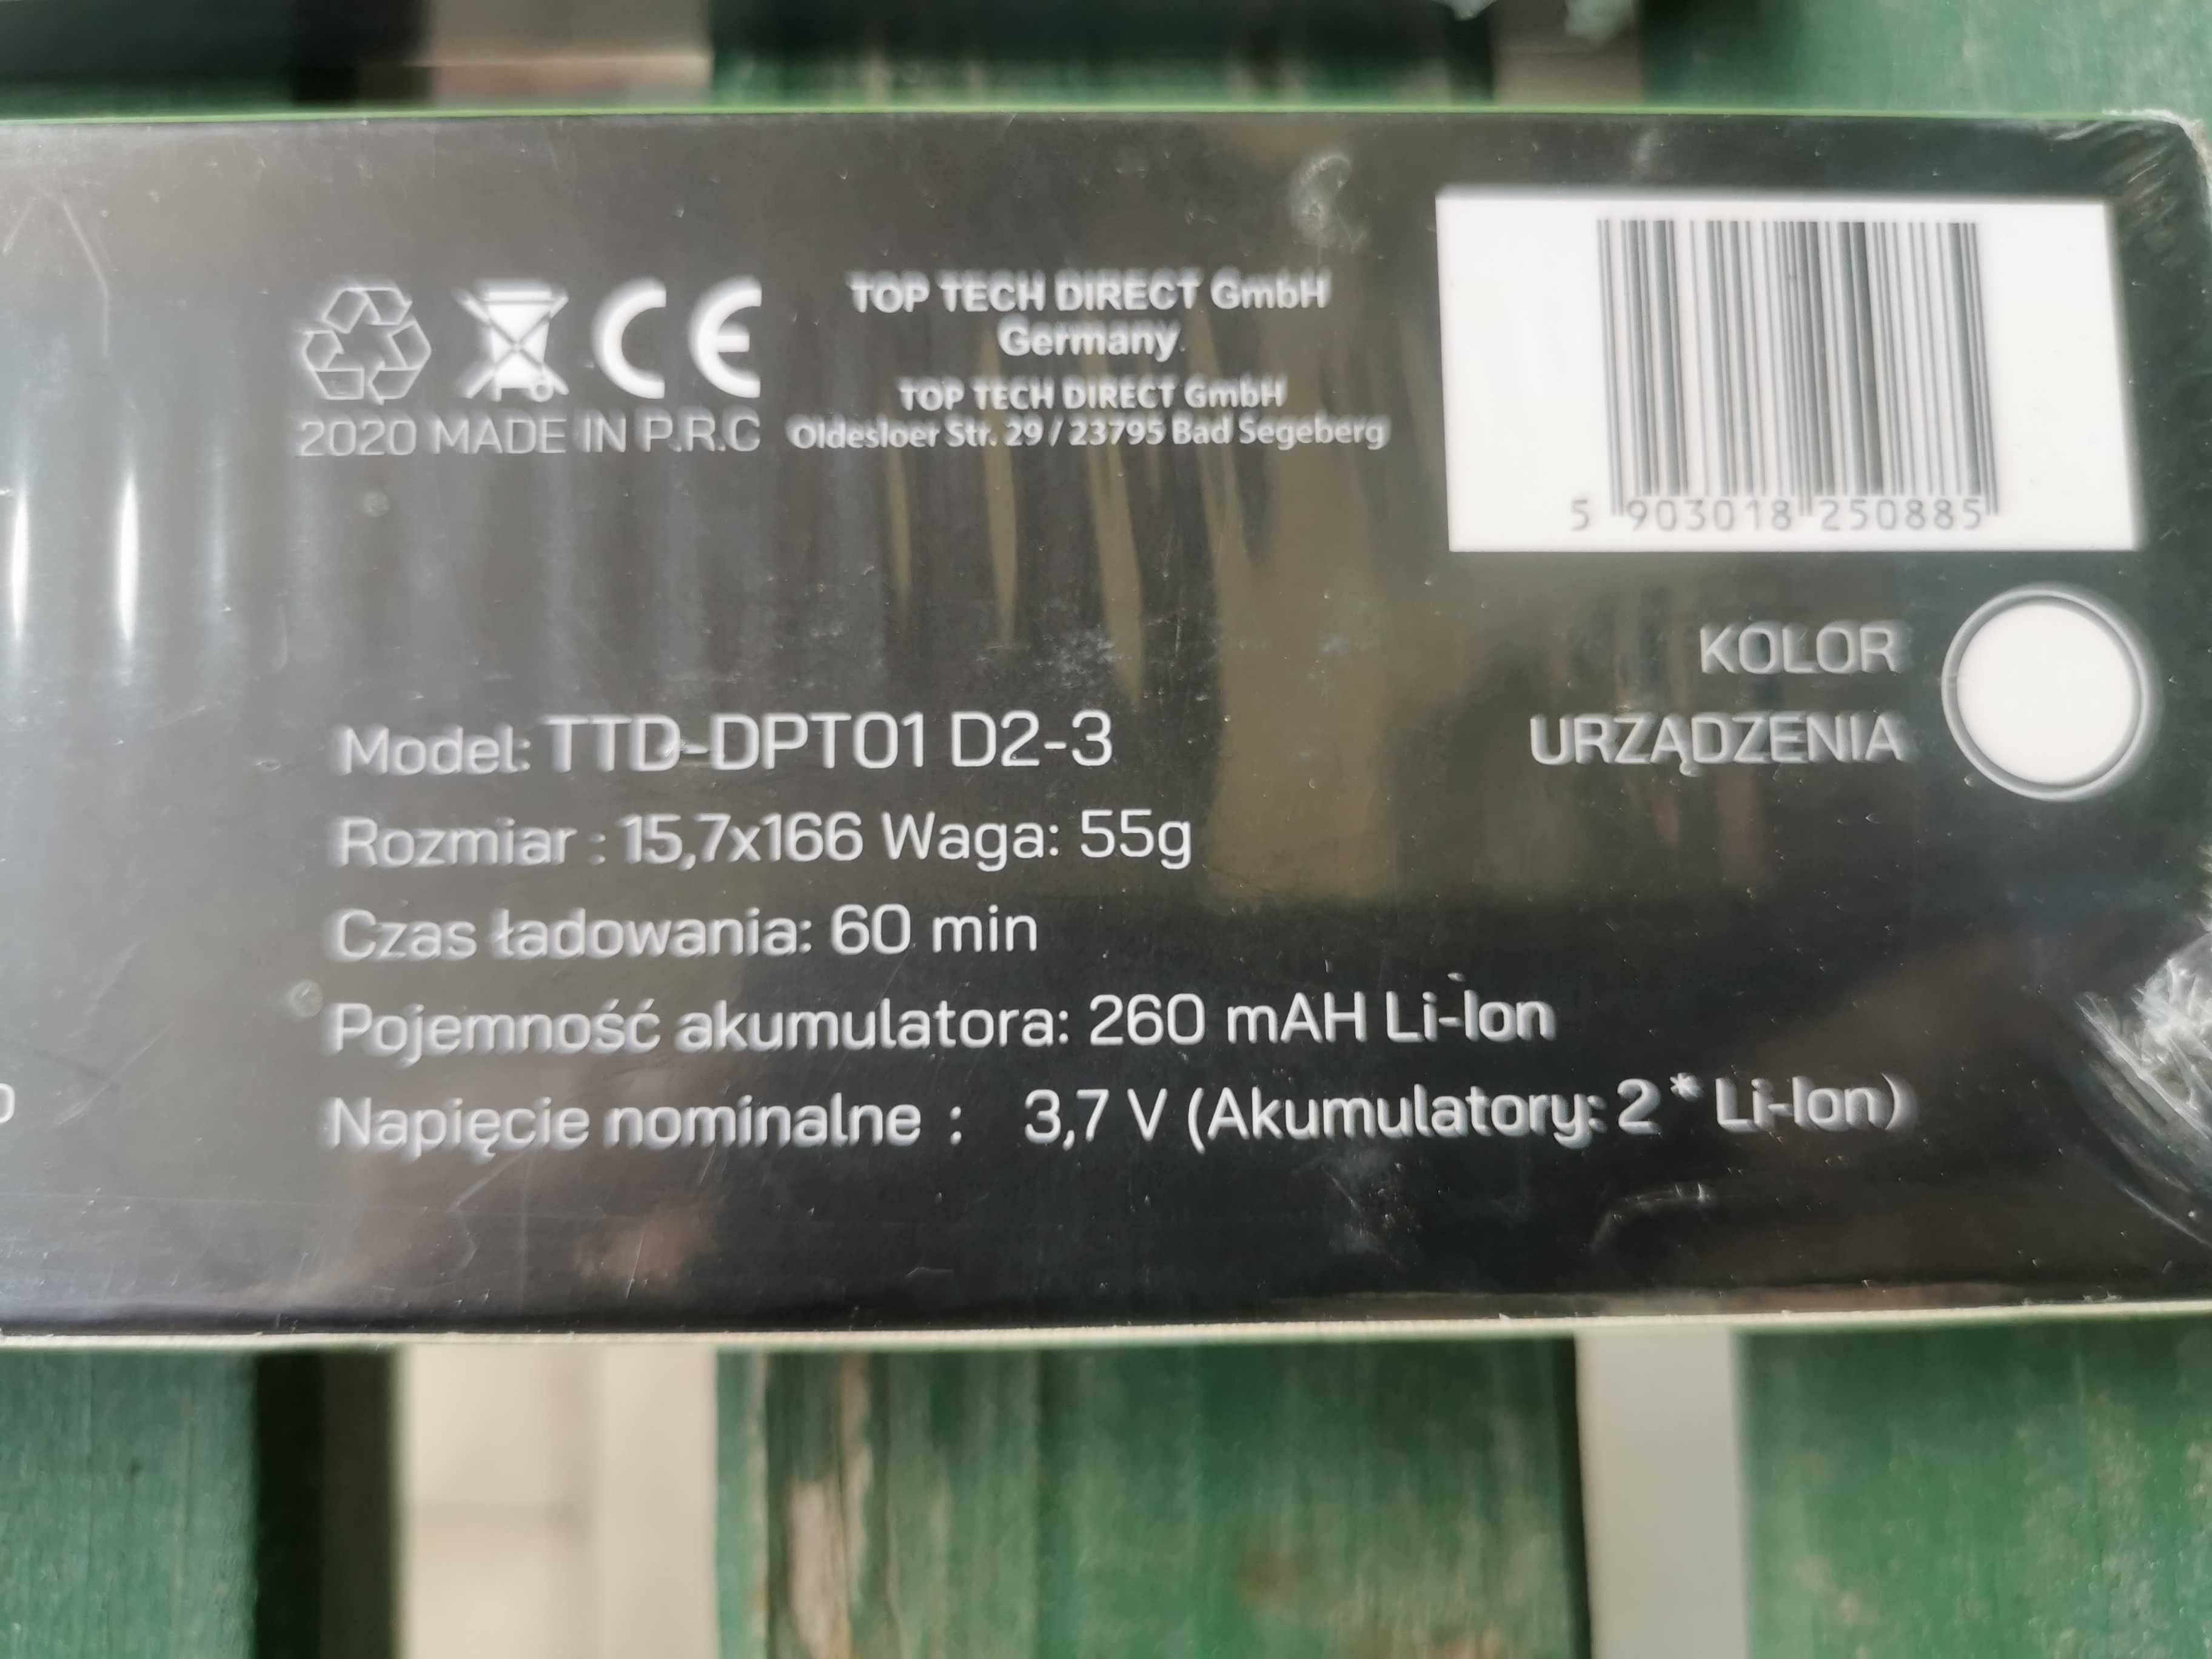 TOP TECH DIRECT GmbH
Germany
TOP TECH DIRECT GmbH
Oldesloer Str. 29 / 23795 Bad Segeberg
CE
2020 MADE IN P.R.C
5 903018 250885
KOLOR
URZĄDZENIA
Model: TTD-DPT01 D2-3
Rozmiar : 15,7x166 Waga: 55g
Czas ładowania: 60 min
Pojemność akumulatora: 260 mAH Li-Ion
Napięcie nominalne : 3,7 V (Akumulatory: 2 * Li-Ion)